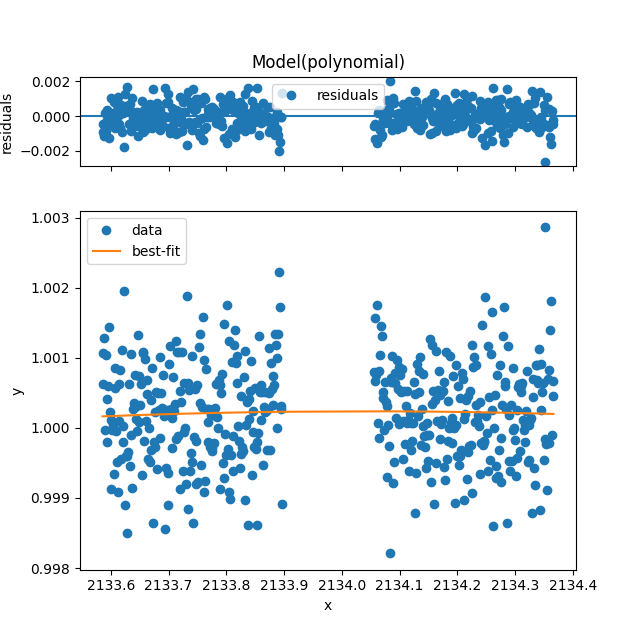 Model(polynomial)
0.002
0.000
−0.002
residuals
residuals
1.003
1.002
1.001
1.000
0.999
0.998
y
data
best-fit
2133.6 2133.7 2133.8 2133.9 2134.0 2134.1 2134.2 2134.3 2134.4
x